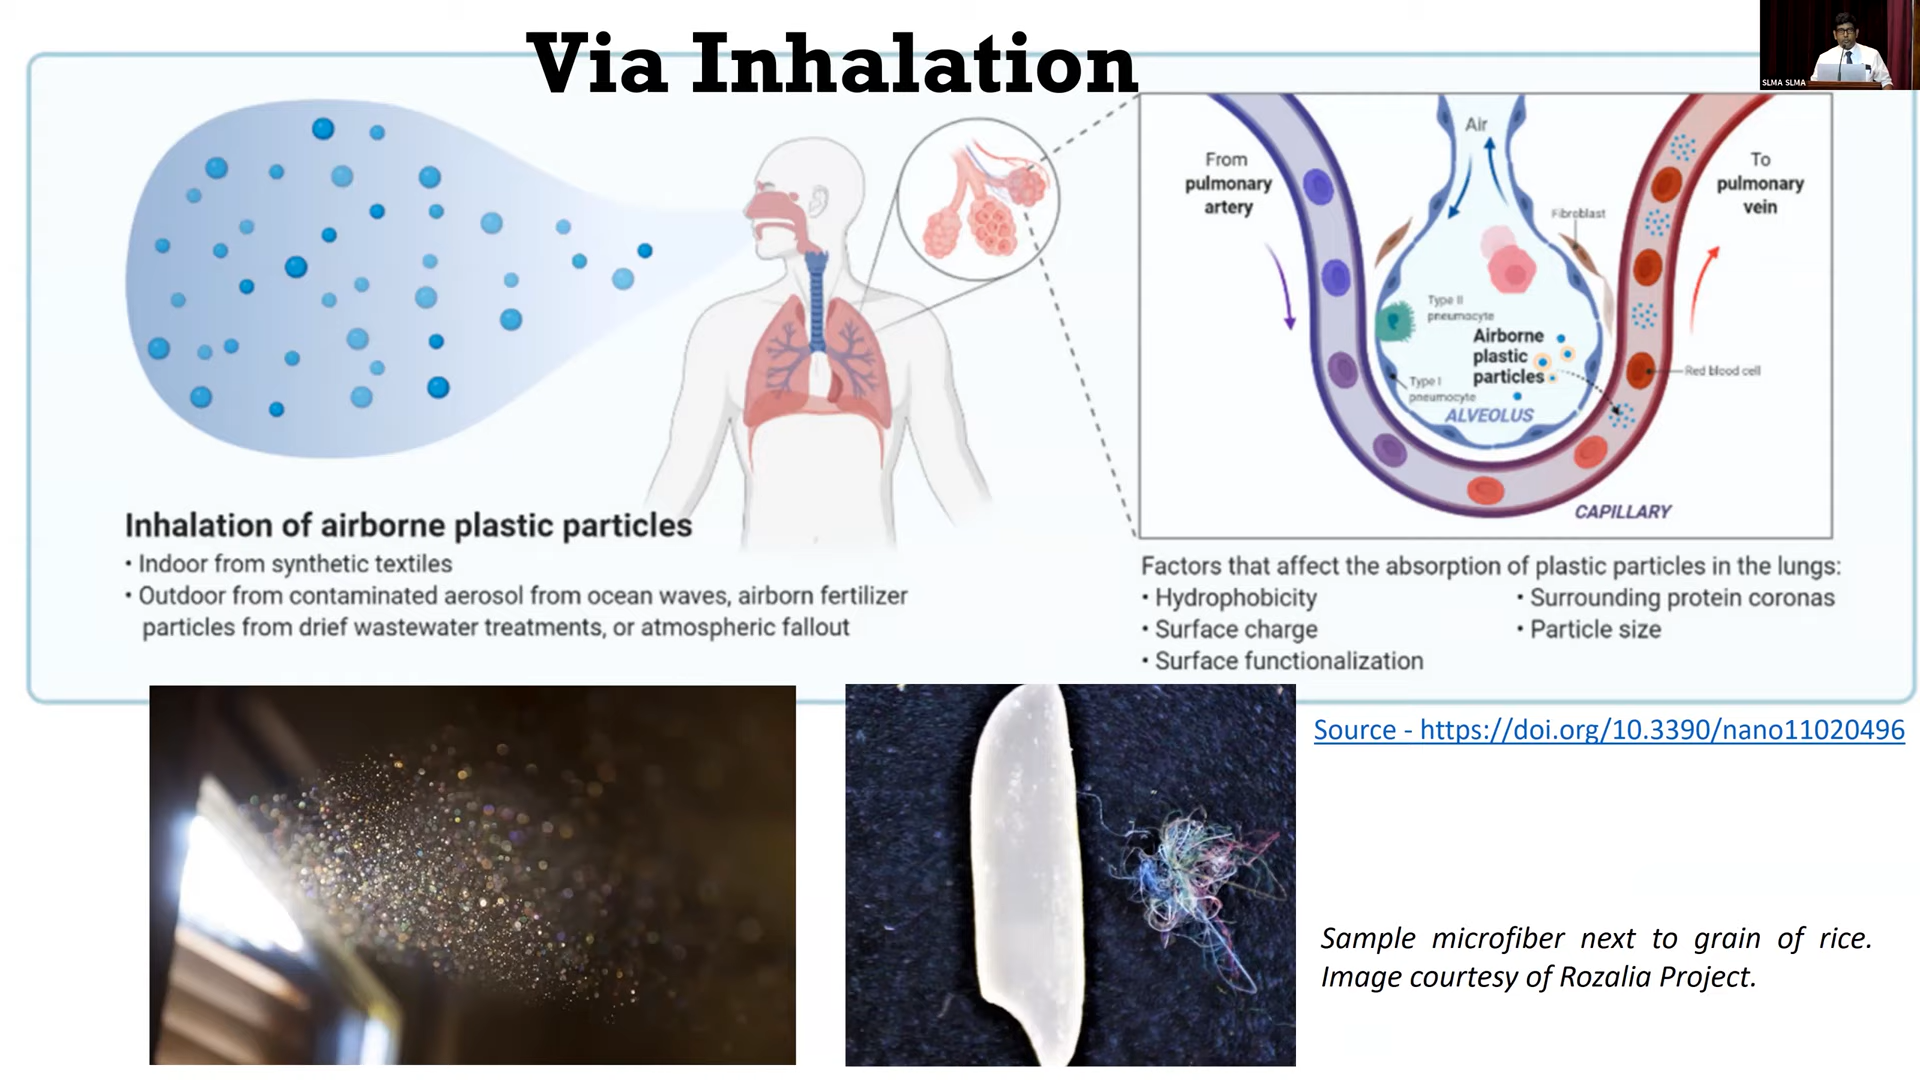 Via Inhalation
SLMA SLMA
Air
From
pulmonary
artery
To
pulmonary
vein
Fibroblast
Type II
pneumocyte
Airborne
plastic
particles
Red blood cell
Type I
pneumocyte
ALVEOLUS
CAPILLARY
Inhalation of airborne plastic particles
• Indoor from synthetic textiles
• Outdoor from contaminated aerosol from ocean waves, airborn fertilizer
particles from drief wastewater treatments, or atmospheric fallout
Factors that affect the absorption of plastic particles in the lungs:
• Hydrophobicity
• Surface charge
• Surface functionalization
• Surrounding protein coronas
• Particle size
Source - https://doi.org/10.3390/nano11020496
Sample microfiber next to grain of rice.
Image courtesy of Rozalia Project.